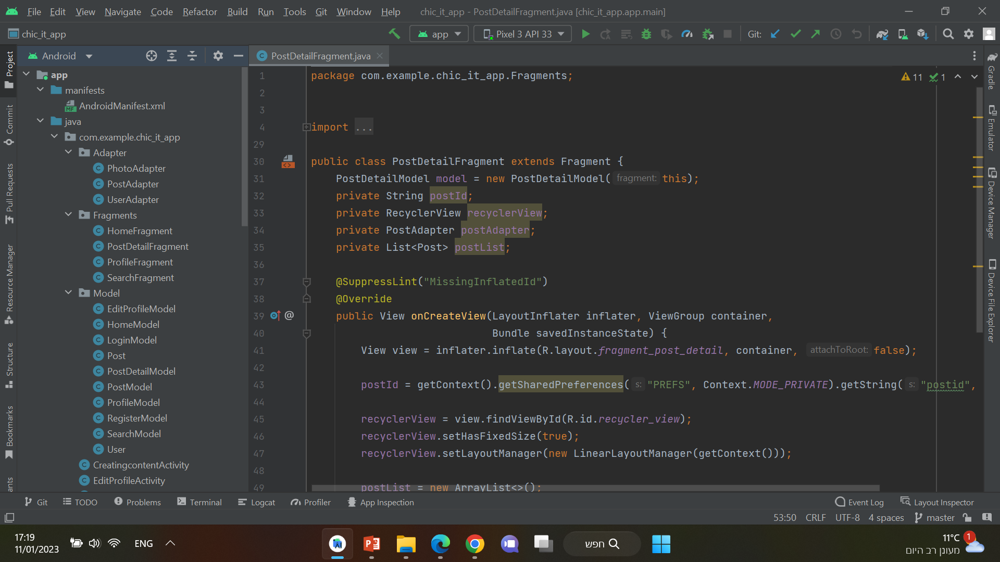 File Edit View Navigate Code Refactor Build Run Tools Git Window Help chic_it_app - PostDetailFragment.java [chic_it_app.app.main]
chic_it_app app Pixel 3 API 33 Git:
Android
PostDetailFragment.java
Project
Commit
Pull Requests
Resource Manager
Structure
Bookmarks
ants
app
manifests
MF AndroidManifest.xml
java
com.example.chic_it_app
Adapter
C PhotoAdapter
C PostAdapter
C UserAdapter
Fragments
C HomeFragment
C PostDetailFragment
C ProfileFragment
C SearchFragment
Model
C EditProfileModel
C HomeModel
C LoginModel
C Post
C PostDetailModel
C PostModel
C ProfileModel
C RegisterModel
C SearchModel
C User
C CreatingcontentActivity
C EditProfileActivity
11 1
1 package com.example.chic_it_app.Fragments;
2
3
4 import ...
29
30 public class PostDetailFragment extends Fragment {
31 PostDetailModel model = new PostDetailModel( fragment: this);
32 private String postId;
33 private RecyclerView recyclerView;
34 private PostAdapter postAdapter;
35 private List<Post> postList;
36
37 @SuppressLint("MissingInflatedId")
38 @Override
39 @ public View onCreateView(LayoutInflater inflater, ViewGroup container,
40 Bundle savedInstanceState) {
41 View view = inflater.inflate(R.layout.fragment_post_detail, container, attachToRoot: false);
42
43 postId = getContext().getSharedPreferences( s: "PREFS", Context.MODE_PRIVATE).getString( s: "postid",
44
45 recyclerView = view.findViewById(R.id.recycler_view);
46 recyclerView.setHasFixedSize(true);
47 recyclerView.setLayoutManager(new LinearLayoutManager(getContext()));
48
49 postList = new ArrayList<>();
Gradle
Emulator
Device Manager
Device File Explorer
Git TODO Problems Terminal Logcat Profiler App Inspection Event Log Layout Inspector
53:50 CRLF UTF-8 4 spaces master
17:19
11/01/2023
ENG
חפש
11°C
1
מעונן רב היום